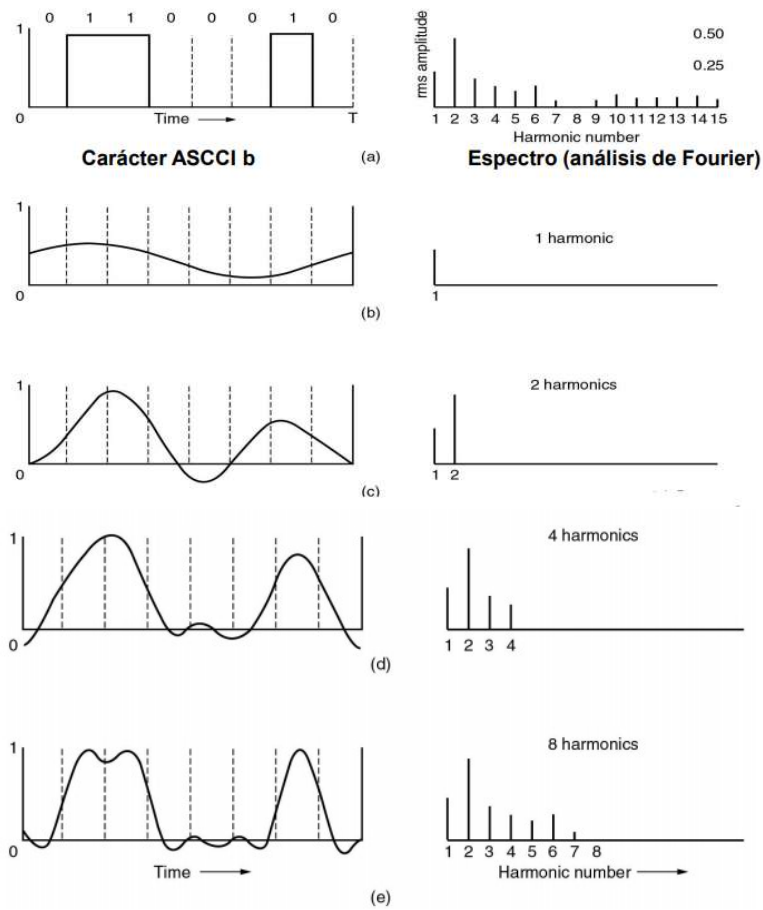 0 1 1 0 0 0 1 0
1
0
Time
T
rms amplitude
0.50
0.25
1 2 3 4 5 6 7 8 9 10 11 12 13 14 15
Harmonic number
Carácter ASCCI b
(a)
Espectro (análisis de Fourier)
1
0
(b)
1 harmonic
1
1
0
(c)
2 harmonics
1 2
1
0
(d)
4 harmonics
1 2 3 4
1
0
Time
(e)
8 harmonics
1 2 3 4 5 6 7 8
Harmonic number